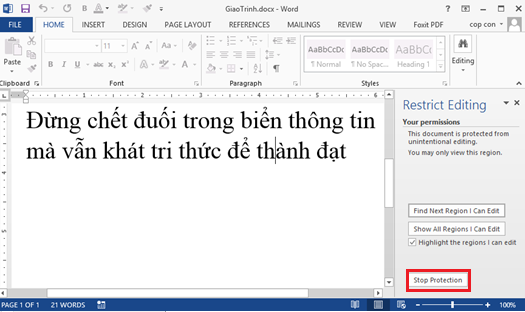 GiaoTrinh.docx - Word
FILE HOME INSERT DESIGN PAGE LAYOUT REFERENCES MAILINGS REVIEW VIEW Foxit PDF cop con
Paste
11
AaBbCcDc AaBbCcDc AaBbCc
¶ Normal ¶ No Spac... Heading 1
Editing
Clipboard Font Paragraph Styles
Đừng chết đuối trong biển thông tin
mà vẫn khát tri thức để thành đạt
Restrict Editing
Your permissions
This document is protected from
unintentional editing.
You may only view this region.
Find Next Region I Can Edit
Show All Regions I Can Edit
Highlight the regions I can edit
Stop Protection
PAGE 1 OF 1 21 WORDS 100%